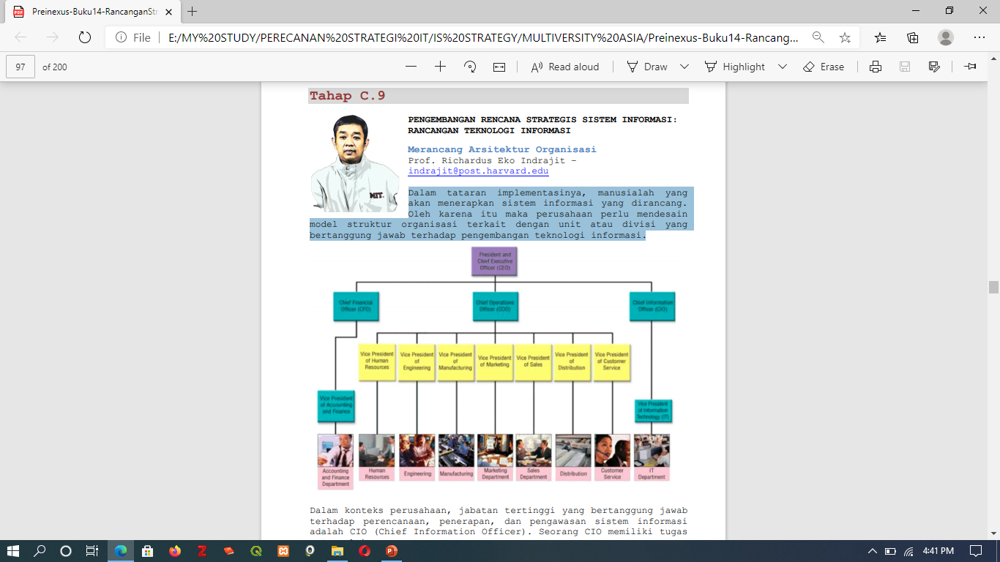 Preinexus-Buku14-RancanganStr
File
E:/MY%20STUDY/PERECANAN%20STRATEGI%20IT/IS%20STRATEGY/MULTIVERSITY%20ASIA/Preinexus-Buku14-Rancang...
97 of 200
Read aloud
Draw
Highlight
Erase
Tahap C.9
PENGEMBANGAN RENCANA STRATEGIS SISTEM INFORMASI:
RANCANGAN TEKNOLOGI INFORMASI
Merancang Arsitektur Organisasi
Prof. Richardus Eko Indrajit –
indrajit@post.harvard.edu
MIT.
Dalam tataran implementasinya, manusialah yang
akan menerapkan sistem informasi yang dirancang.
Oleh karena itu maka perusahaan perlu mendesain
model struktur organisasi terkait dengan unit atau divisi yang
bertanggung jawab terhadap pengembangan teknologi informasi.
President and
Chief Executive
Officer (CEO)
Chief Financial
Officer (CFO)
Chief Operations
Officer (COO)
Chief Information
Officer (CIO)
Vice President
of Human
Resources
Vice President
of
Engineering
Vice President
of
Manufacturing
Vice President
of Marketing
Vice President
of Sales
Vice President
of
Distribution
Vice President
of Customer
Service
Vice President
of Accounting
and Finance
Vice President
of Information
Technology (IT)
Accounting
and Finance
Department
Human
Resources
Engineering
Manufacturing
Marketing
Department
Sales
Department
Distribution
Customer
Service
IT
Department
Dalam konteks perusahaan, jabatan tertinggi yang bertanggung jawab
terhadap perencanaan, penerapan, dan pengawasan sistem informasi
adalah CIO (Chief Information Officer). Seorang CIO memiliki tugas
4:41 PM